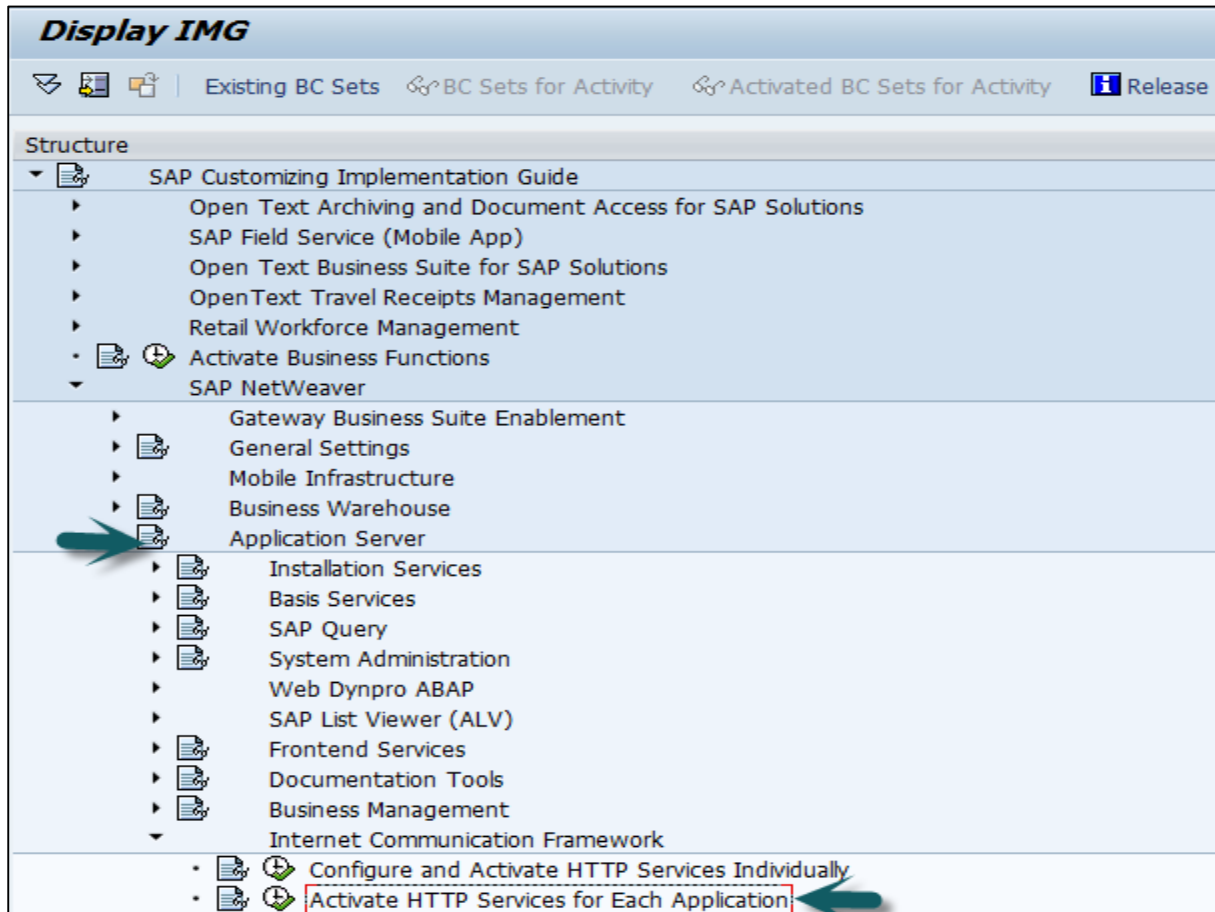 Display IMG
Existing BC Sets BC Sets for Activity Activated BC Sets for Activity Release
Structure
SAP Customizing Implementation Guide
Open Text Archiving and Document Access for SAP Solutions
SAP Field Service (Mobile App)
Open Text Business Suite for SAP Solutions
OpenText Travel Receipts Management
Retail Workforce Management
Activate Business Functions
SAP NetWeaver
Gateway Business Suite Enablement
General Settings
Mobile Infrastructure
Business Warehouse
Application Server
Installation Services
Basis Services
SAP Query
System Administration
Web Dynpro ABAP
SAP List Viewer (ALV)
Frontend Services
Documentation Tools
Business Management
Internet Communication Framework
Configure and Activate HTTP Services Individually
Activate HTTP Services for Each Application